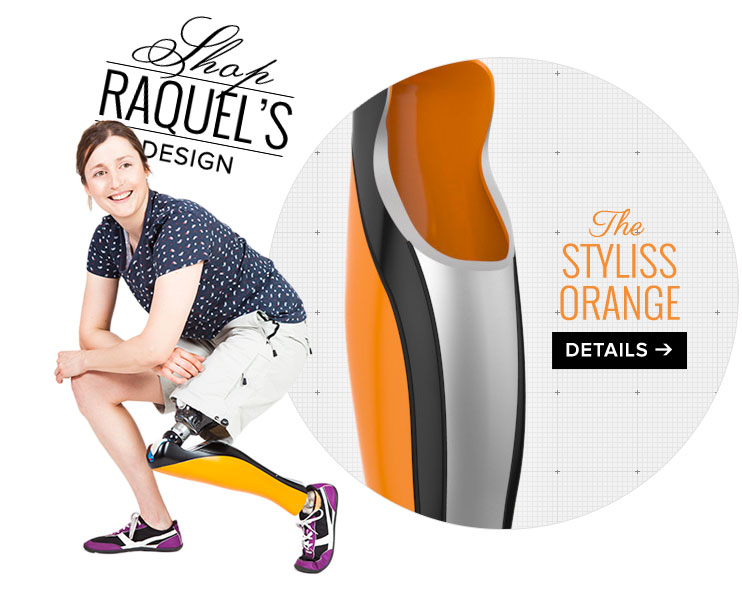 Shop
RAQUEL'S
DESIGN
The
STYLISS
ORANGE
DETAILS →